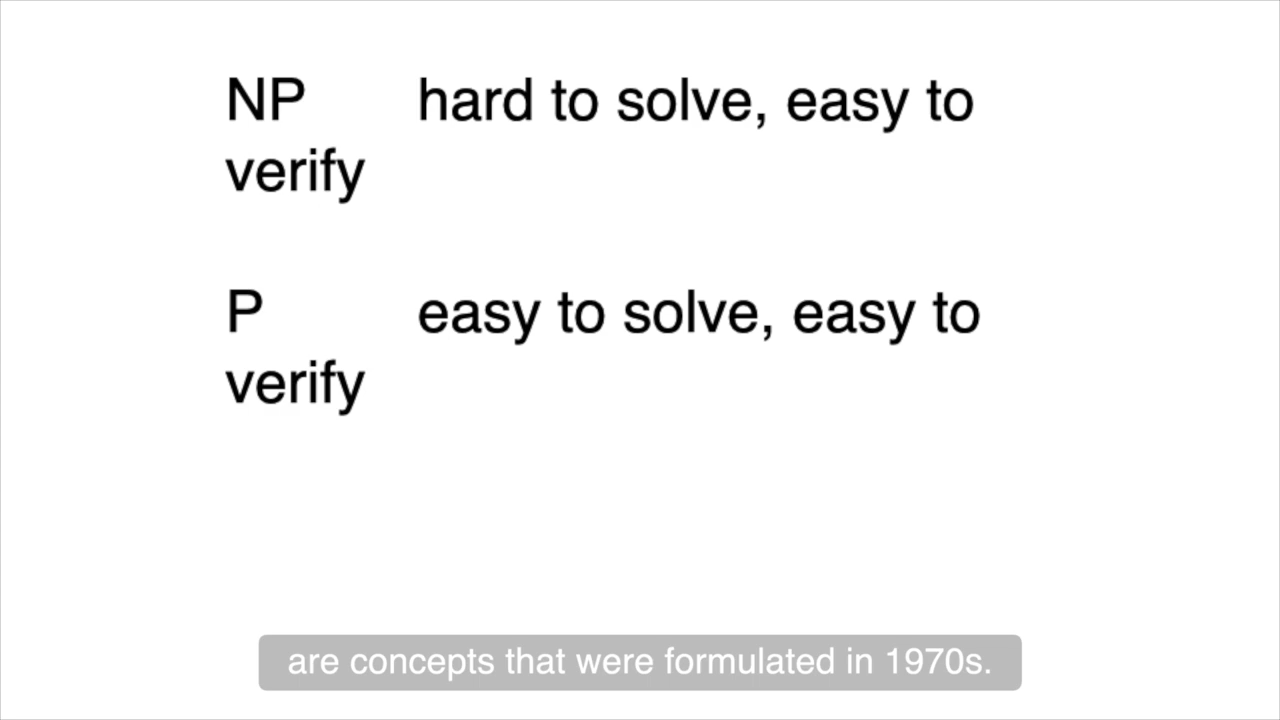 NP hard to solve, easy to
verify
P easy to solve, easy to
verify
are concepts that were formulated in 1970s.